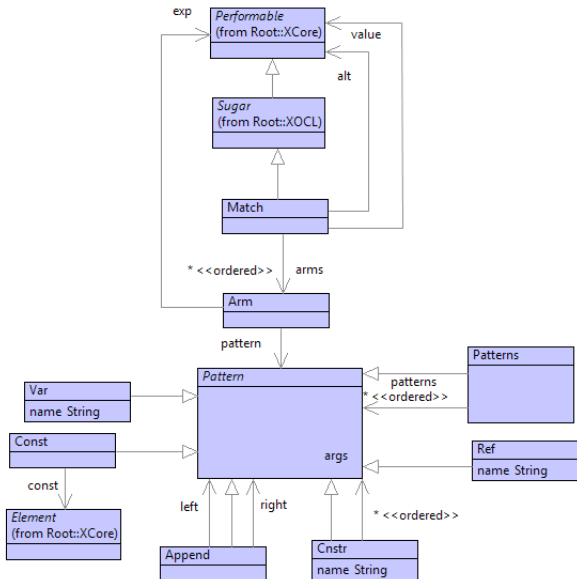 exp
Performable
(from Root::XCore)
value
alt
Sugar
(from Root::XOCL)
Match
* <<ordered>>
arms
Arm
pattern
Pattern
Patterns
patterns
* <<ordered>>
Var
name String
Const
args
Ref
name String
const
left
right
* <<ordered>>
Element
(from Root::XCore)
Append
Cnstr
name String